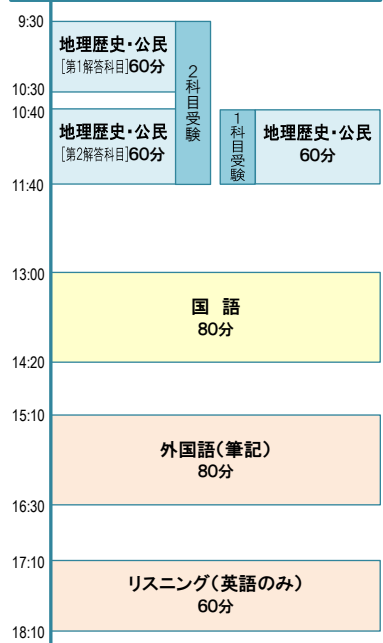 9:30
地理歴史・公民
[第1解答科目]60分
10:30
2科目受験
10:40
地理歴史・公民
[第2解答科目]60分
11:40
1科目受験
地理歴史・公民
60分
13:00
国 語
80分
14:20
15:10
外国語(筆記)
80分
16:30
17:10
リスニング(英語のみ)
60分
18:10